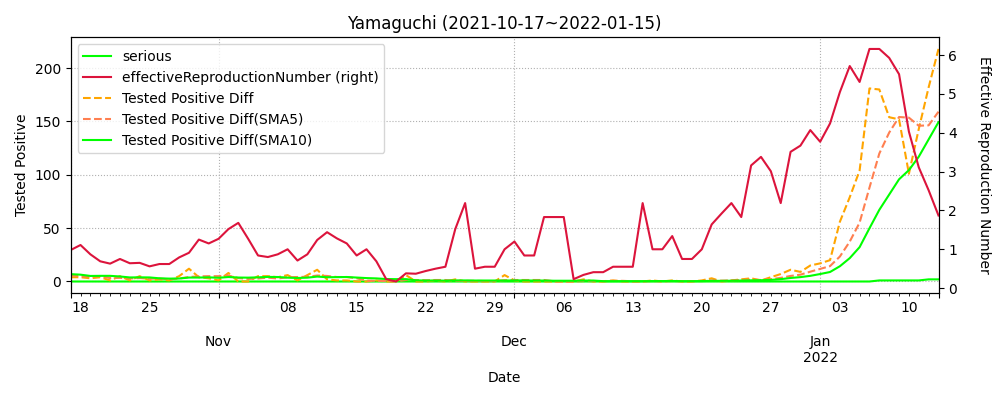 Yamaguchi (2021-10-17~2022-01-15)
serious
effectiveReproductionNumber (right)
Tested Positive Diff
Tested Positive Diff(SMA5)
Tested Positive Diff(SMA10)
Tested Positive
200
150
100
50
0
Effective Reproduction Number
6
5
4
3
2
1
0
18 25 08 15 22 29 06 13 20 27 03 10
Nov Dec Jan
2022
Date